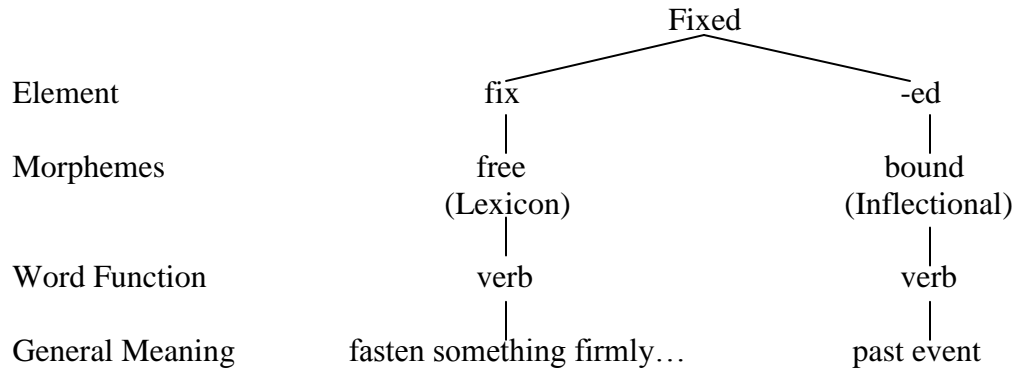 Fixed
Element fix -ed
Morphemes free bound
(Lexicon) (Inflectional)
Word Function verb verb
General Meaning fasten something firmly… past event